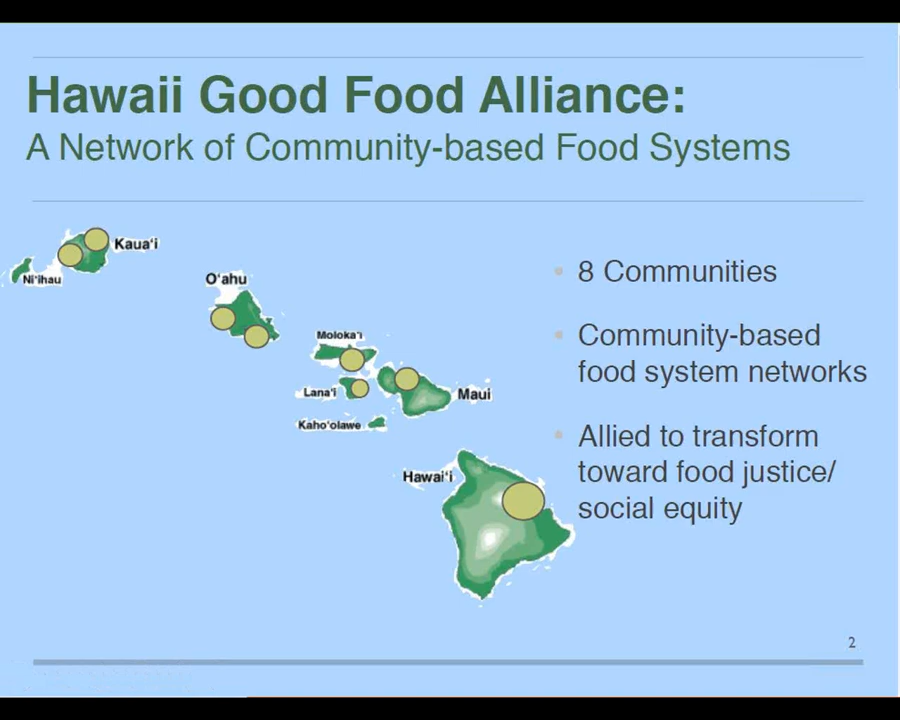 Hawaii Good Food Alliance:
A Network of Community-based Food Systems
Kaua'i
Ni'ihau
O'ahu
Moloka'i
Lana'i
Maui
Kaho'olawe
Hawai'i
• 8 Communities
• Community-based
food system networks
• Allied to transform
toward food justice/
social equity
2